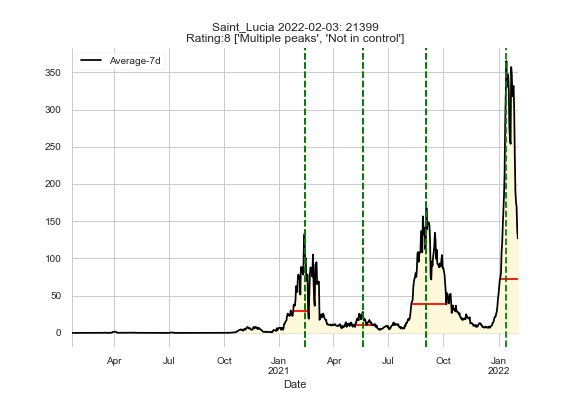 Saint_Lucia 2022-02-03: 21399
Rating:8 ['Multiple peaks', 'Not in control']
Average-7d
350
300
250
200
150
100
50
0
Apr Jul Oct Jan Apr Jul Oct Jan
2021 2022
Date